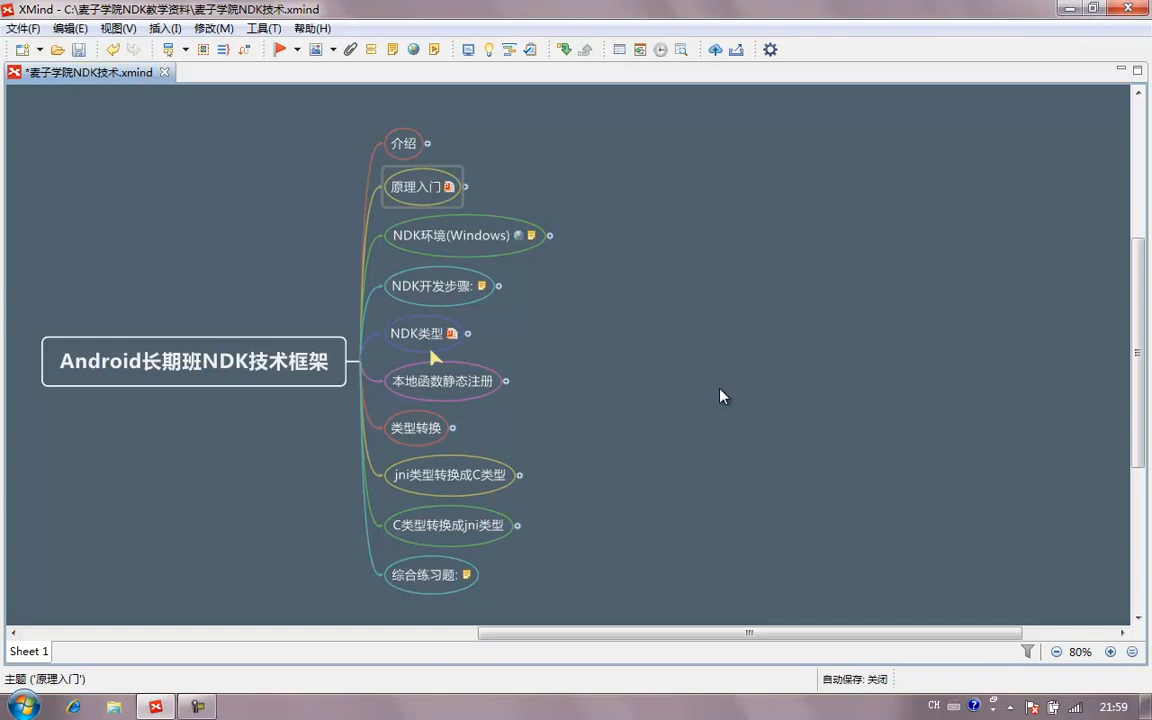 XMind - C:\麦子学院NDK教学资料\麦子学院NDK技术.xmind
文件(F) 编辑(E) 视图(V) 插入(I) 修改(M) 工具(T) 帮助(H)
*麦子学院NDK技术.xmind
介绍
原理入门
NDK环境(Windows)
NDK开发步骤:
NDK类型
Android长期班NDK技术框架
本地函数静态注册
类型转换
jni类型转换成C类型
C类型转换成jni类型
综合练习题:
Sheet 1
80%
主题 ('原理入门')
自动保存: 关闭
CH
21:59